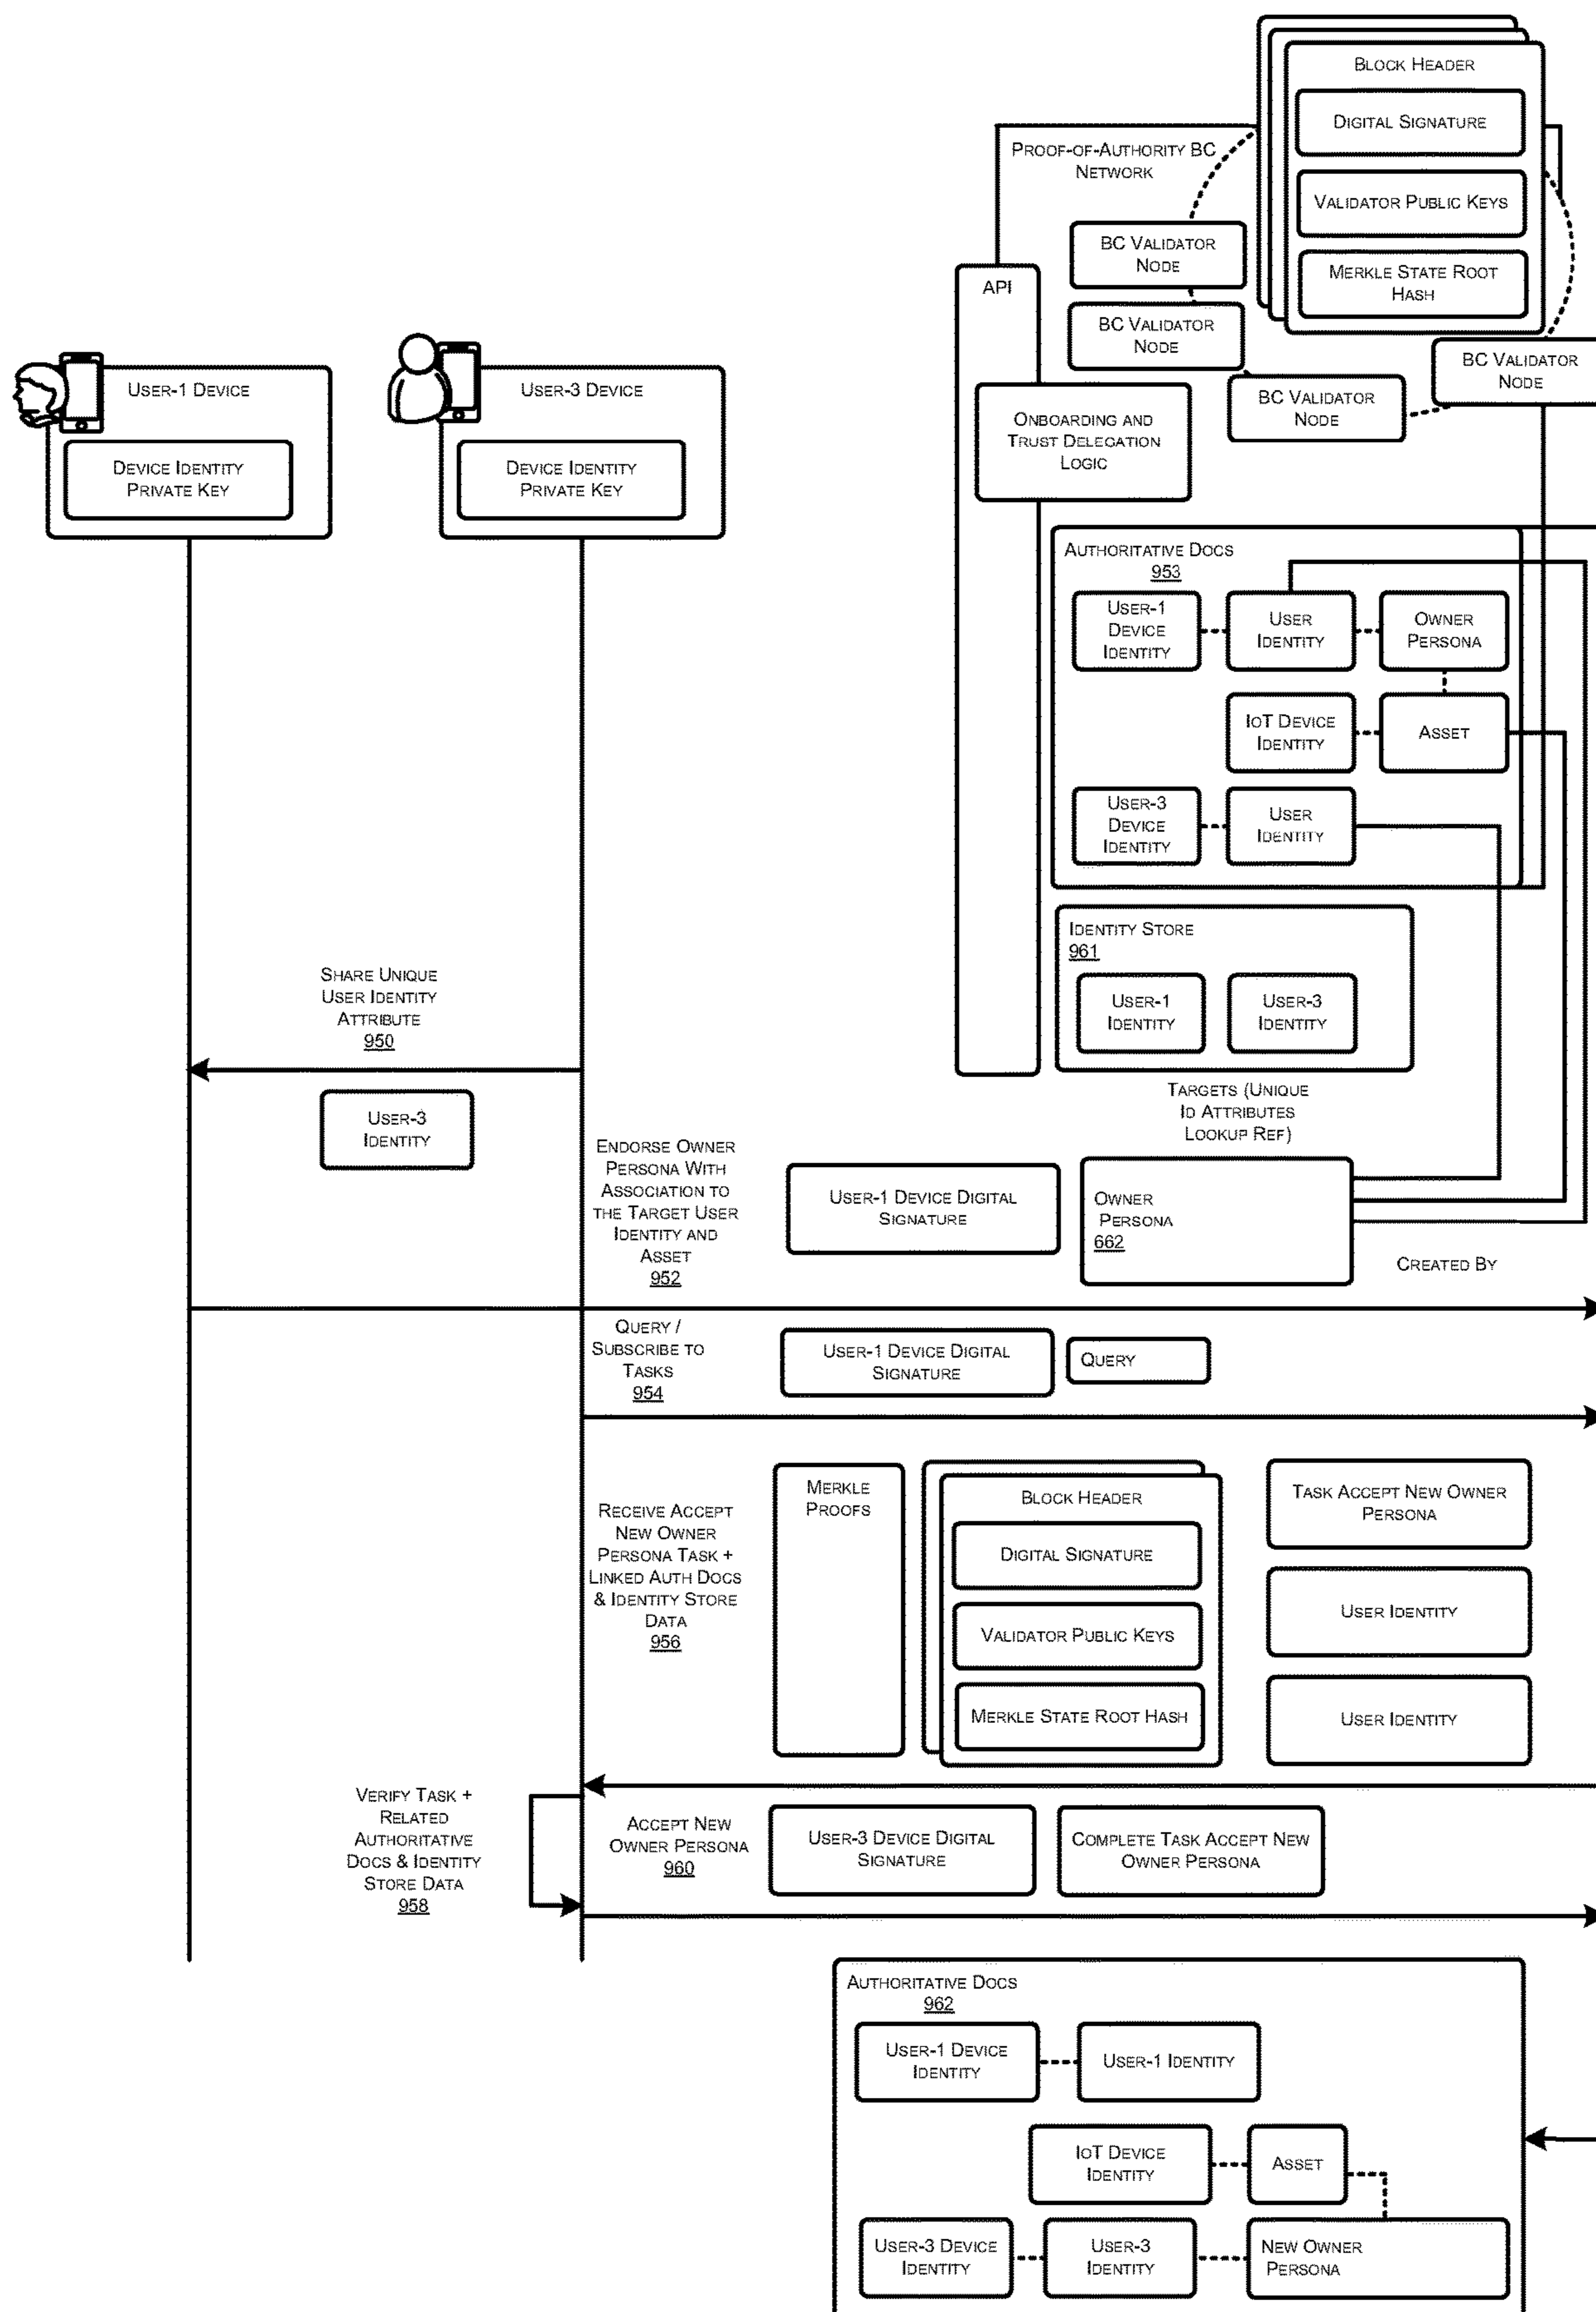 Block Header
Digital Signature
Proof-of-Authority BC
Network
Validator Public Keys
BC Validator
Node
Merkle State Root
Hash
API
BC Validator
Node
BC Validator
Node
BC Validator
Node
User-1 Device
User-3 Device
Onboarding and
Trust Delegation
Logic
Device Identity
Private Key
Device Identity
Private Key
Authoritative Docs
953
User-1
Device
Identity
User
Identity
Owner
Persona
IoT Device
Identity
Asset
User-3
Device
Identity
User
Identity
Identity Store
961
User-1
Identity
User-3
Identity
Share Unique
User Identity
Attribute
950
User-3
Identity
Targets (Unique
Id Attributes
Lookup Ref)
Endorse Owner
Persona With
Association to
the Target User
Identity and
Asset
952
User-1 Device Digital
Signature
Owner
Persona
662
Created By
Query /
Subscribe to
Tasks
954
User-1 Device Digital
Signature
Query
Receive Accept
New Owner
Persona Task +
Linked Auth Docs
& Identity Store
Data
956
Merkle
Proofs
Block Header
Digital Signature
Validator Public Keys
Merkle State Root Hash
Task Accept New Owner
Persona
User Identity
User Identity
Verify Task +
Related
Authoritative
Docs & Identity
Store Data
958
Accept New
Owner Persona
960
User-3 Device Digital
Signature
Complete Task Accept New
Owner Persona
Authoritative Docs
962
User-1 Device
Identity
User-1 Identity
IoT Device
Identity
Asset
User-3 Device
Identity
User-3
Identity
New Owner
Persona